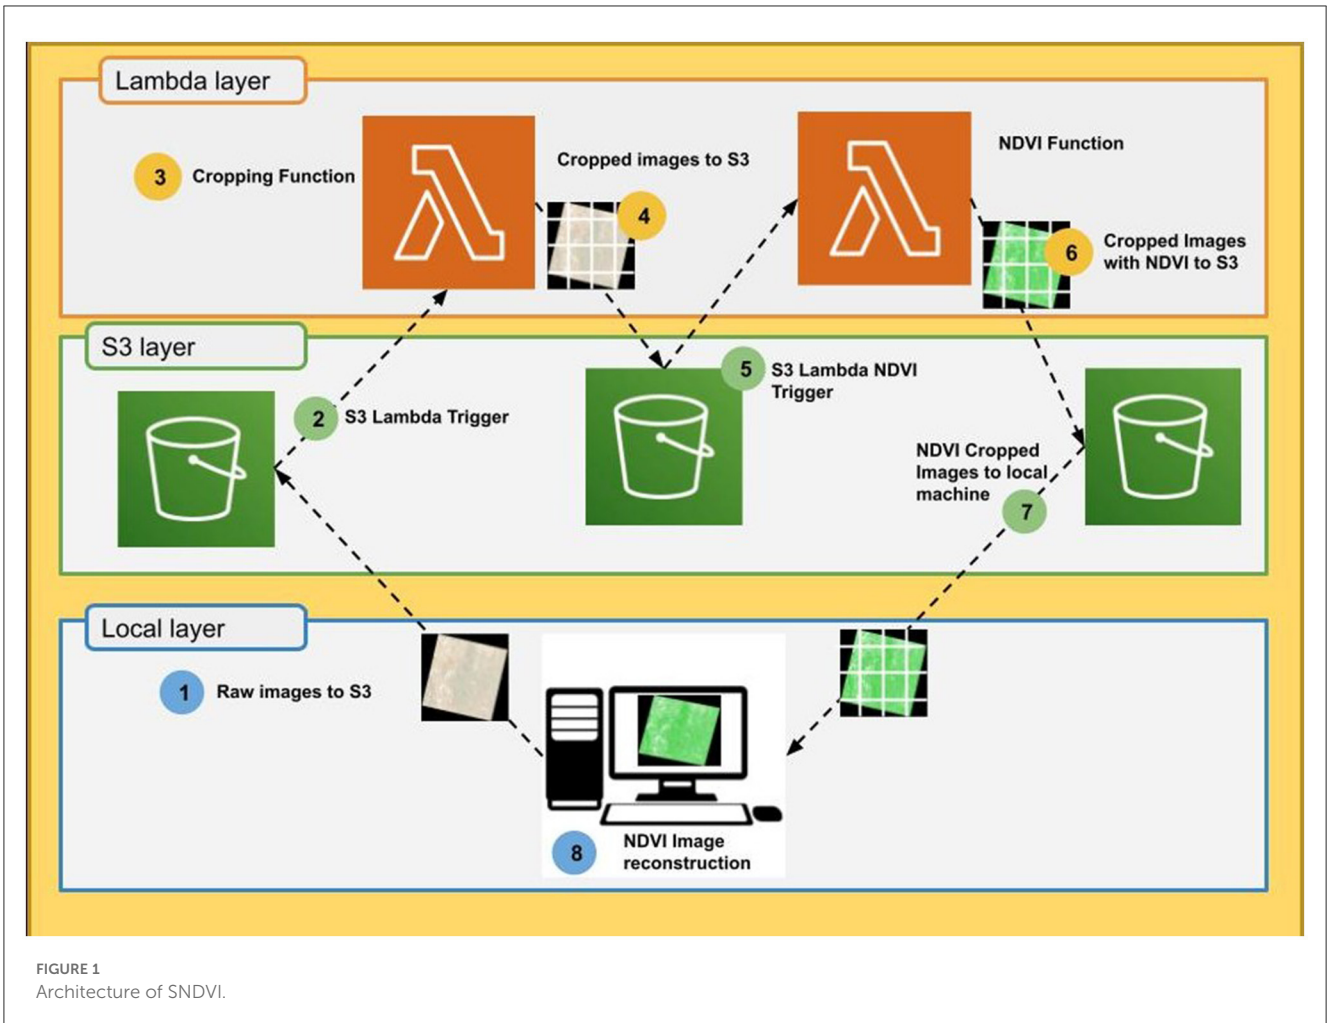 Lambda layer
3
Cropping Function
Cropped images to S3
4
NDVI Function
6
Cropped Images
with NDVI to S3
S3 layer
2
S3 Lambda Trigger
5
S3 Lambda NDVI
Trigger
NDVI Cropped
Images to local
machine
7
Local layer
1
Raw images to S3
8
NDVI Image
reconstruction
FIGURE 1
Architecture of SNDVI.